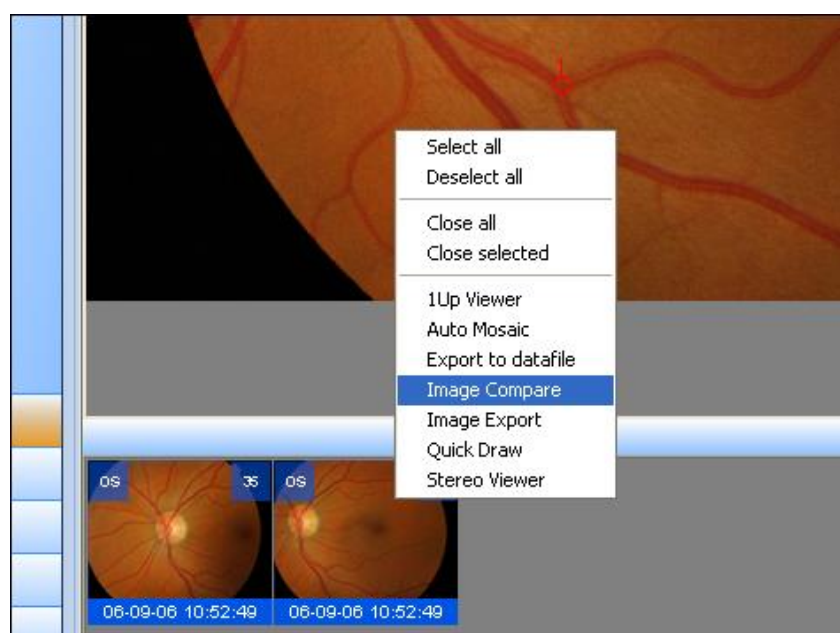 Select all
Deselect all
Close all
Close selected
1Up Viewer
Auto Mosaic
Export to datafile
Image Compare
Image Export
Quick Draw
Stereo Viewer
OS 35 OS
06-09-06 10:52:49 06-09-06 10:52:49